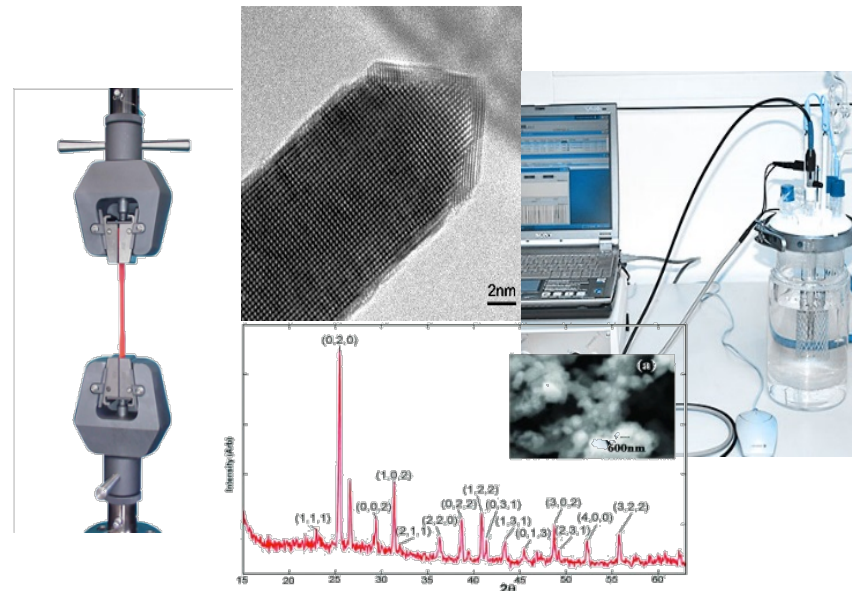 2nm
(a)
600nm
Intensity (Arb)
(0,2,0)
(1,1,1)
(0,0,2)
(1,0,2)
(2,1,1)
(2,2,0)
(0,2,2)
(1,2,2)
(0,3,1)
(1,3,1)
(0,1,3)
(3,0,2)
(2,3,1)
(4,0,0)
(3,2,2)
15 20 25 30 35 40 45 50 55 60
2θ